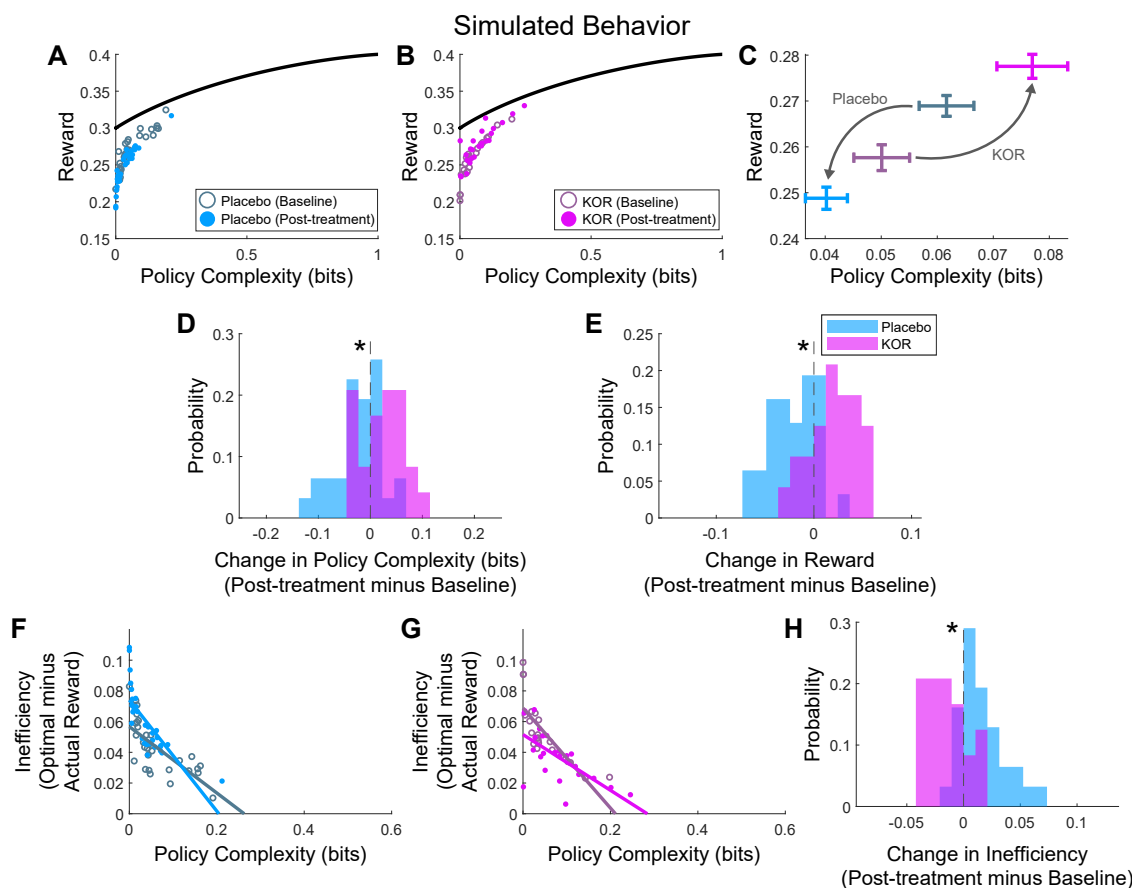 Simulated Behavior
A
0.4
0.35
0.3
0.25
0.2
0.15
Reward
0
0.5
1
Policy Complexity (bits)
Placebo (Baseline)
Placebo (Post-treatment)
B
0.4
0.35
0.3
0.25
0.2
0.15
Reward
0
0.5
1
Policy Complexity (bits)
KOR (Baseline)
KOR (Post-treatment)
C
0.28
0.27
0.26
0.25
0.24
Reward
Placebo
KOR
0.04
0.05
0.06
0.07
0.08
Policy Complexity (bits)
D
0.3
0.2
0.1
0
Probability
*
-0.2
-0.1
0
0.1
0.2
Change in Policy Complexity (bits)
(Post-treatment minus Baseline)
E
0.25
0.2
0.15
0.1
0.05
0
Probability
*
Placebo
KOR
-0.1
0
0.1
Change in Reward
(Post-treatment minus Baseline)
F
0.1
0.08
0.06
0.04
0.02
0
Inefficiency
(Optimal minus
Actual Reward)
0
0.2
0.4
0.6
Policy Complexity (bits)
G
0.1
0.08
0.06
0.04
0.02
0
Inefficiency
(Optimal minus
Actual Reward)
0
0.2
0.4
0.6
Policy Complexity (bits)
H
0.3
0.2
0.1
0
Probability
*
-0.05
0
0.05
0.1
Change in Inefficiency
(Post-treatment minus Baseline)